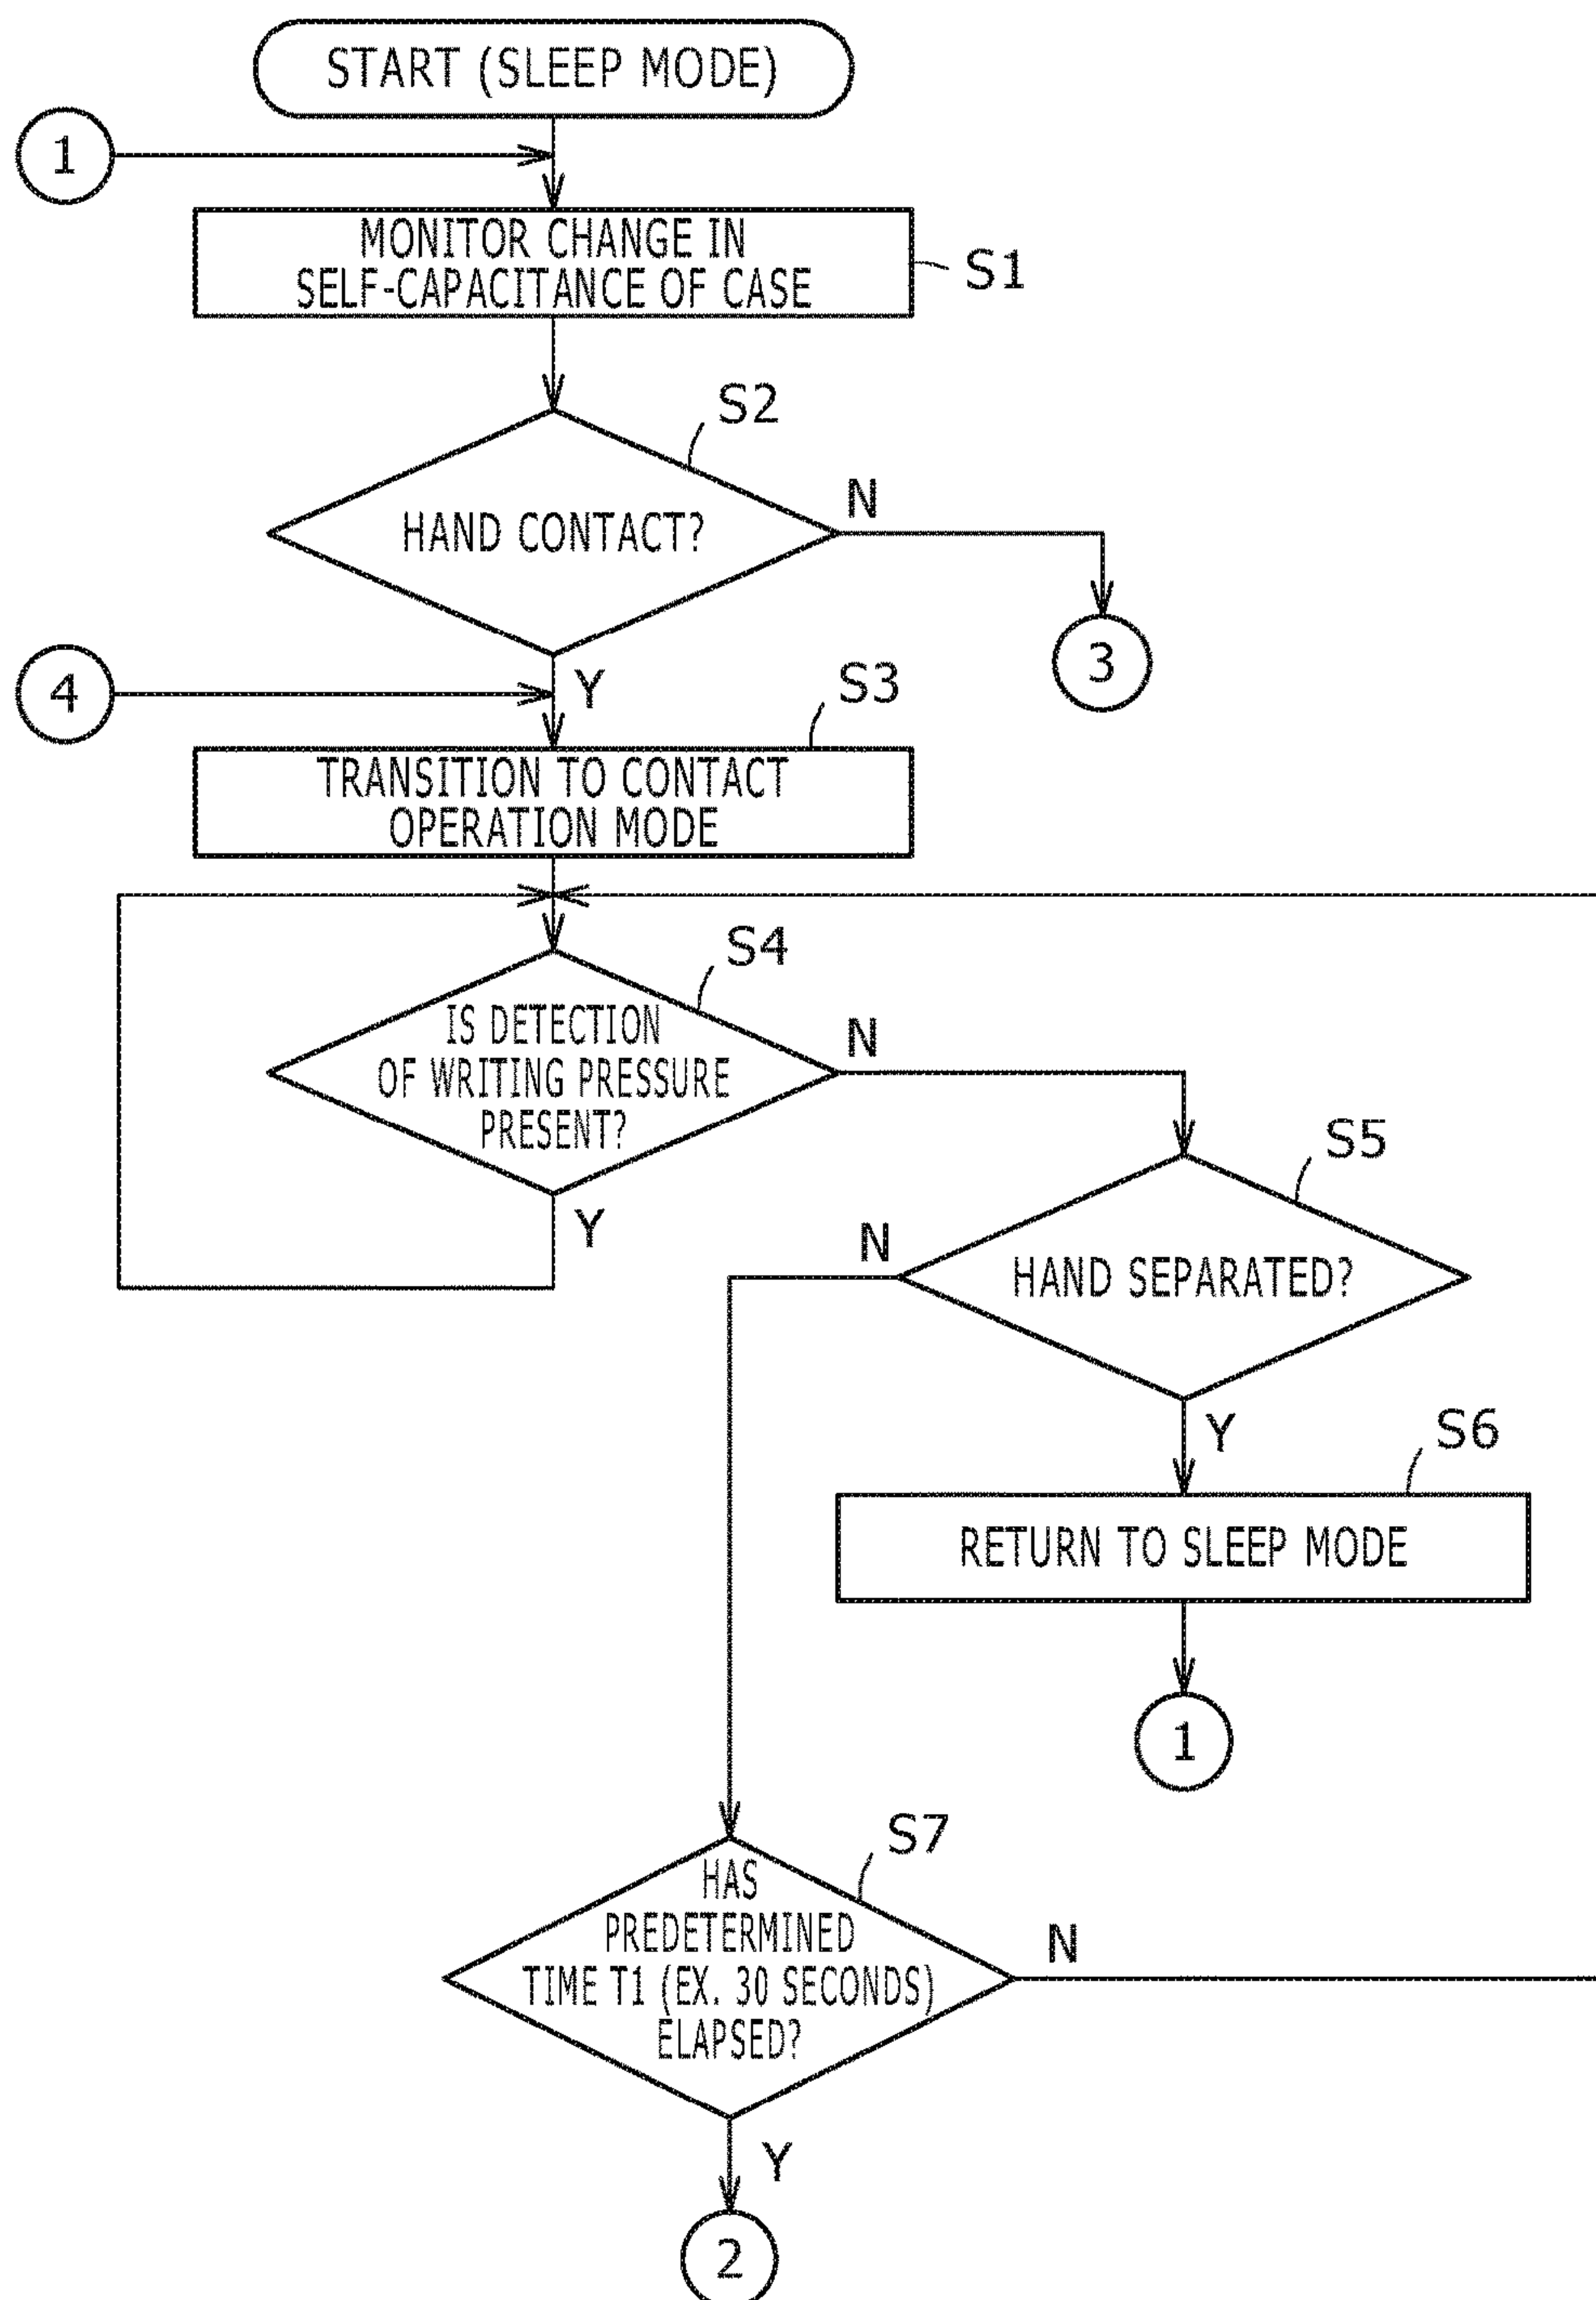 START (SLEEP MODE)
1
MONITOR CHANGE IN
SELF-CAPACITANCE OF CASE
S1
S2
HAND CONTACT?
N
3
4
Y
S3
TRANSITION TO CONTACT
OPERATION MODE
S4
IS DETECTION
OF WRITING PRESSURE
PRESENT?
N
Y
S5
HAND SEPARATED?
N
Y
S6
RETURN TO SLEEP MODE
1
S7
HAS
PREDETERMINED
TIME T1 (EX. 30 SECONDS)
ELAPSED?
N
Y
2